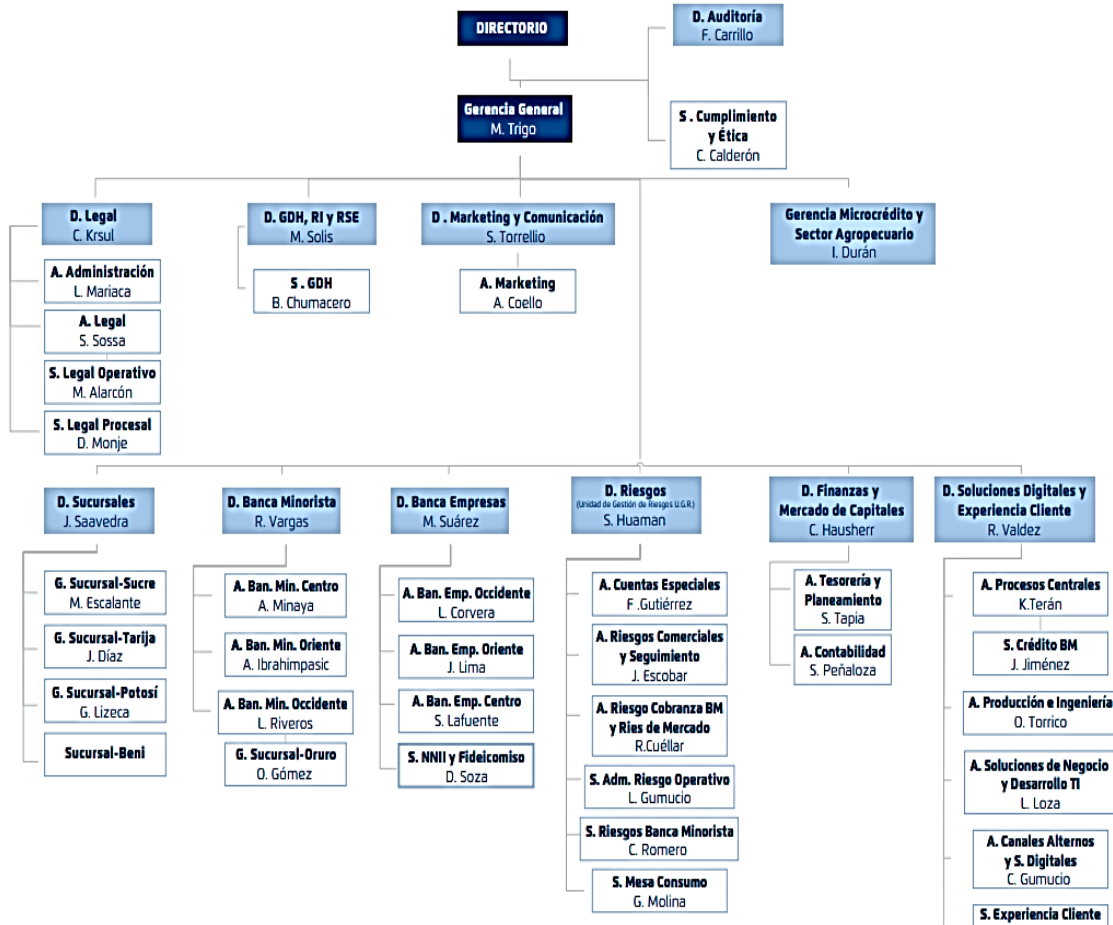 DIRECTORIO
D. Auditoría
F. Carrillo
Gerencia General
M. Trigo
S . Cumplimiento
y Ética
C. Calderón
D. Legal
C. Krsul
A. Administración
L. Mariaca
A. Legal
S. Sossa
S. Legal Operativo
M. Alarcón
S. Legal Procesal
D. Monje
D. GDH, RI y RSE
M. Solis
S . GDH
B. Chumacero
D . Marketing y Comunicación
S. Torrellio
A. Marketing
A. Coello
Gerencia Microcrédito y
Sector Agropecuario
I. Durán
D. Sucursales
J. Saavedra
G. Sucursal-Sucre
M. Escalante
G. Sucursal-Tarija
J. Díaz
G. Sucursal-Potosí
G. Lizeca
Sucursal-Beni
D. Banca Minorista
R. Vargas
A. Ban. Min. Centro
A. Minaya
A. Ban. Min. Oriente
A. Ibrahimpasic
A. Ban. Min. Occidente
L. Riveros
G. Sucursal-Oruro
O. Gómez
D. Banca Empresas
M. Suárez
A. Ban. Emp. Occidente
L. Corvera
A. Ban. Emp. Oriente
J. Lima
A. Ban. Emp. Centro
S. Lafuente
S. NNII y Fideicomiso
D. Soza
D. Riesgos
(Unidad de Gestión de Riesgos U.G.R.)
S. Huaman
A. Cuentas Especiales
F .Gutiérrez
A. Riesgos Comerciales
y Seguimiento
J. Escobar
A. Riesgo Cobranza BM
y Ries de Mercado
R.Cuéllar
S. Adm. Riesgo Operativo
L. Gumucio
S. Riesgos Banca Minorista
C. Romero
S. Mesa Consumo
G. Molina
D. Finanzas y
Mercado de Capitales
C. Hausherr
A. Tesorería y
Planeamiento
S. Tapia
A. Contabilidad
S. Peñaloza
D. Soluciones Digitales y
Experiencia Cliente
R. Valdez
A. Procesos Centrales
K.Terán
S. Crédito BM
J. Jiménez
A. Producción e Ingeniería
O. Torrico
A. Soluciones de Negocio
y Desarrollo TI
L. Loza
A. Canales Alternos
y S. Digitales
C. Gumucio
S. Experiencia Cliente